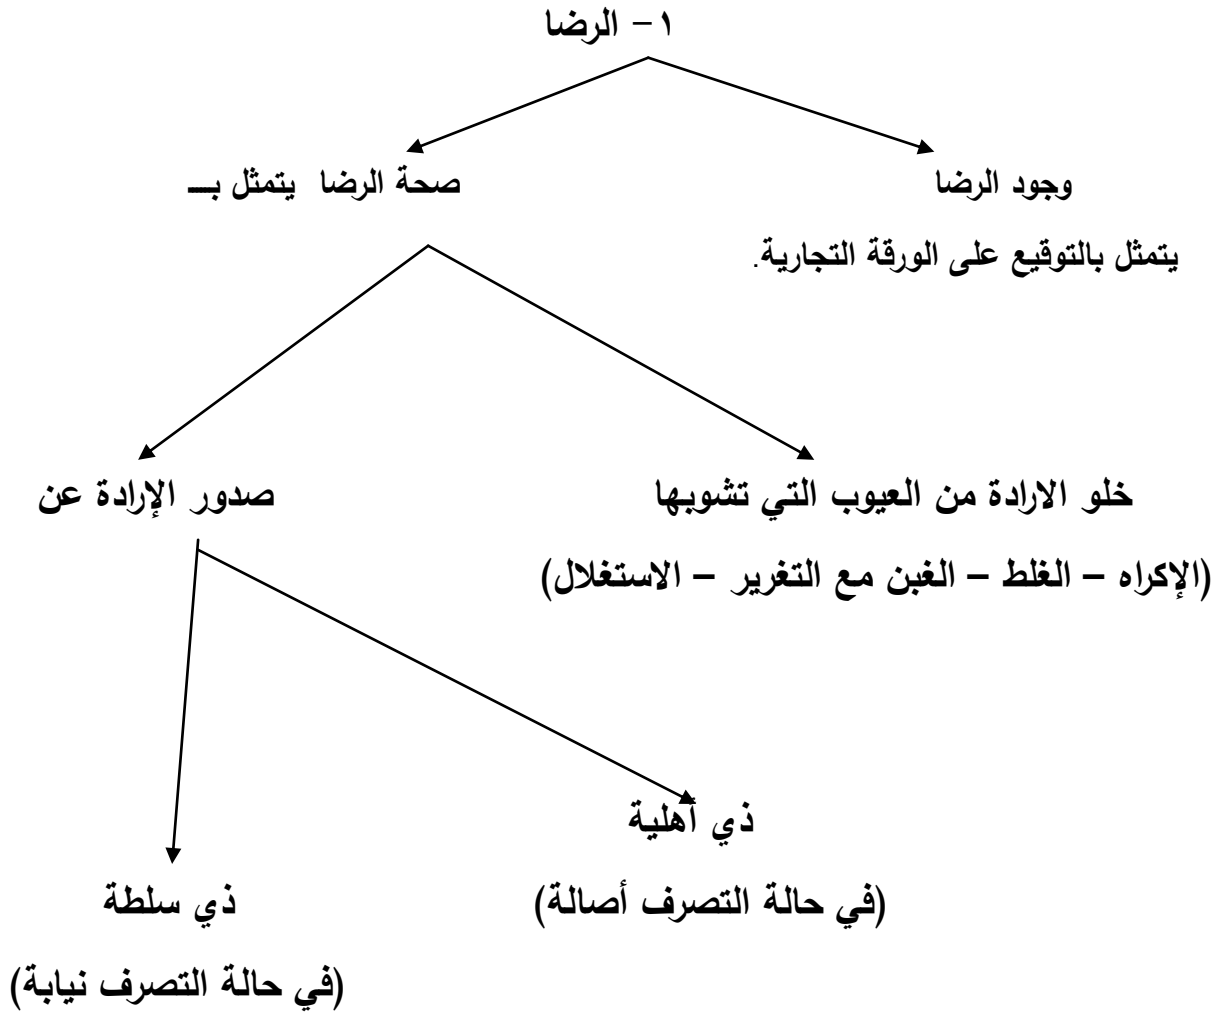 ١- الرضا
وجود الرضا
صحة الرضا يتمثل بـــ
يتمثل بالتوقيع على الورقة التجارية.
خلو الارادة من العيوب التي تشوبها
(الإكراه – الغلط – الغبن مع التغرير – الاستغلال)
صدور الإرادة عن
ذي أهلية
(في حالة التصرف أصالة)
ذي سلطة
(في حالة التصرف نيابة)